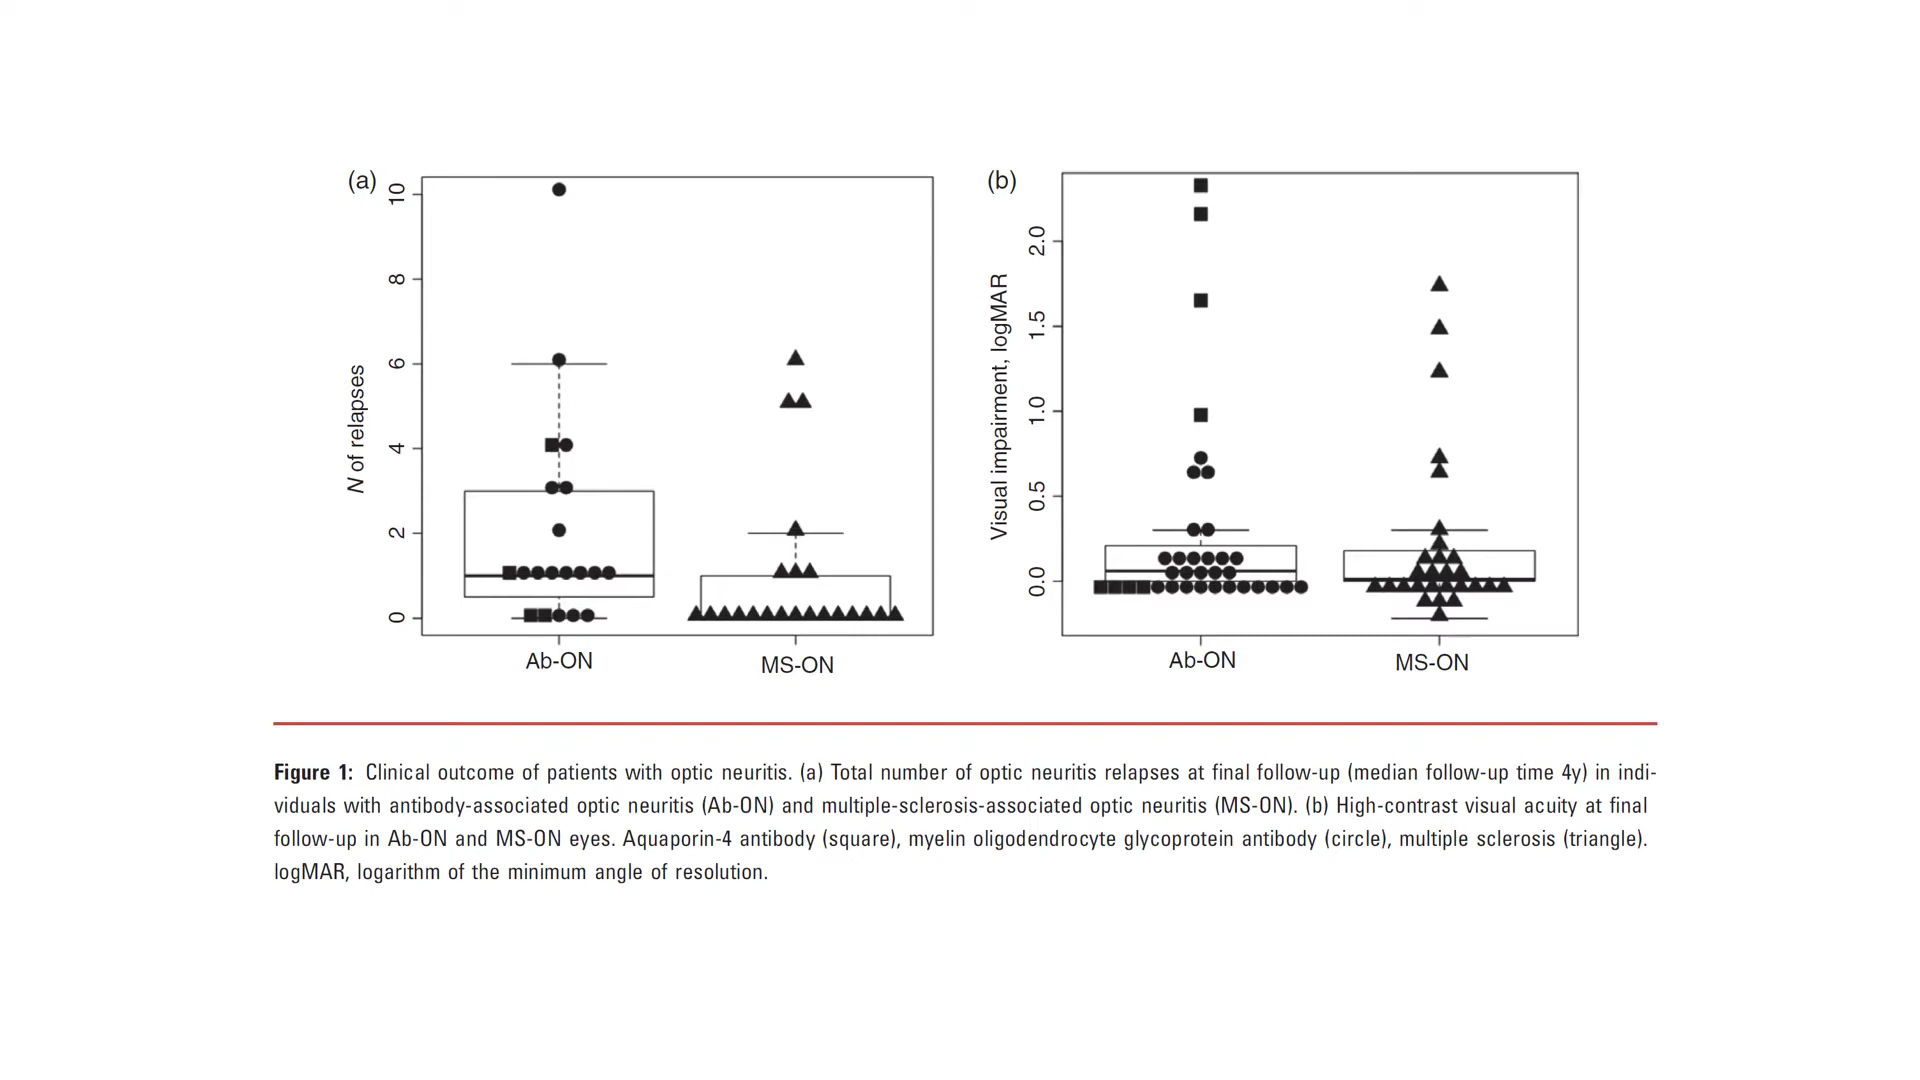 (a)
10
8
6
4
2
0
N of relapses
Ab-ON
MS-ON
(b)
2.0
1.5
1.0
0.5
0.0
Visual impairment, logMAR
Ab-ON
MS-ON
Figure 1: Clinical outcome of patients with optic neuritis. (a) Total number of optic neuritis relapses at final follow-up (median follow-up time 4y) in indi-
viduals with antibody-associated optic neuritis (Ab-ON) and multiple-sclerosis-associated optic neuritis (MS-ON). (b) High-contrast visual acuity at final
follow-up in Ab-ON and MS-ON eyes. Aquaporin-4 antibody (square), myelin oligodendrocyte glycoprotein antibody (circle), multiple sclerosis (triangle).
logMAR, logarithm of the minimum angle of resolution.